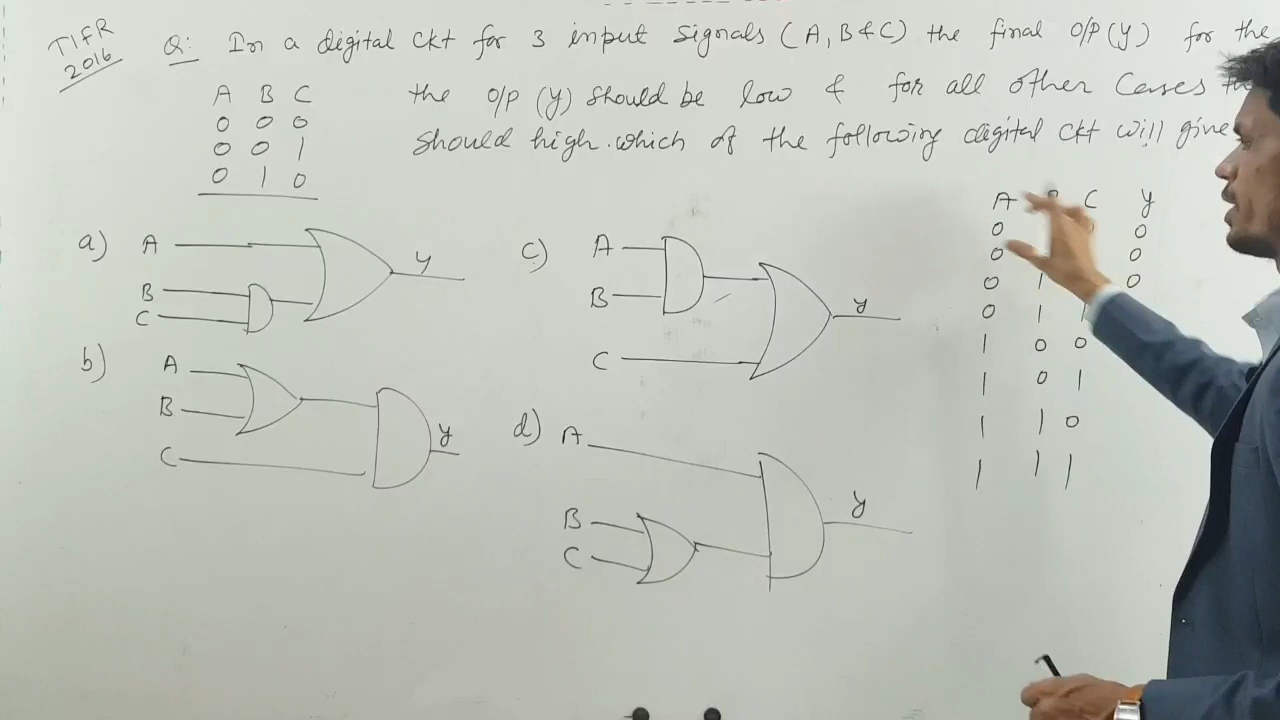 TIFR
2016
Q: In a digital ckt for 3 input signals (A, B & C) the final O/P (Y) for the
A B C
0 0 0
0 0 1
0 1 0
the O/P (Y) should be low & for all other Cases
should high. which of the following digital ckt will give
a) A
B
C
y
b) A
B
C
y
c) A
B
C
y
d) A
B
C
y
A C Y
0 0
0 0
0 1 0
0 1 1
1 0 0
1 0 1
1 1 0
1 1 1